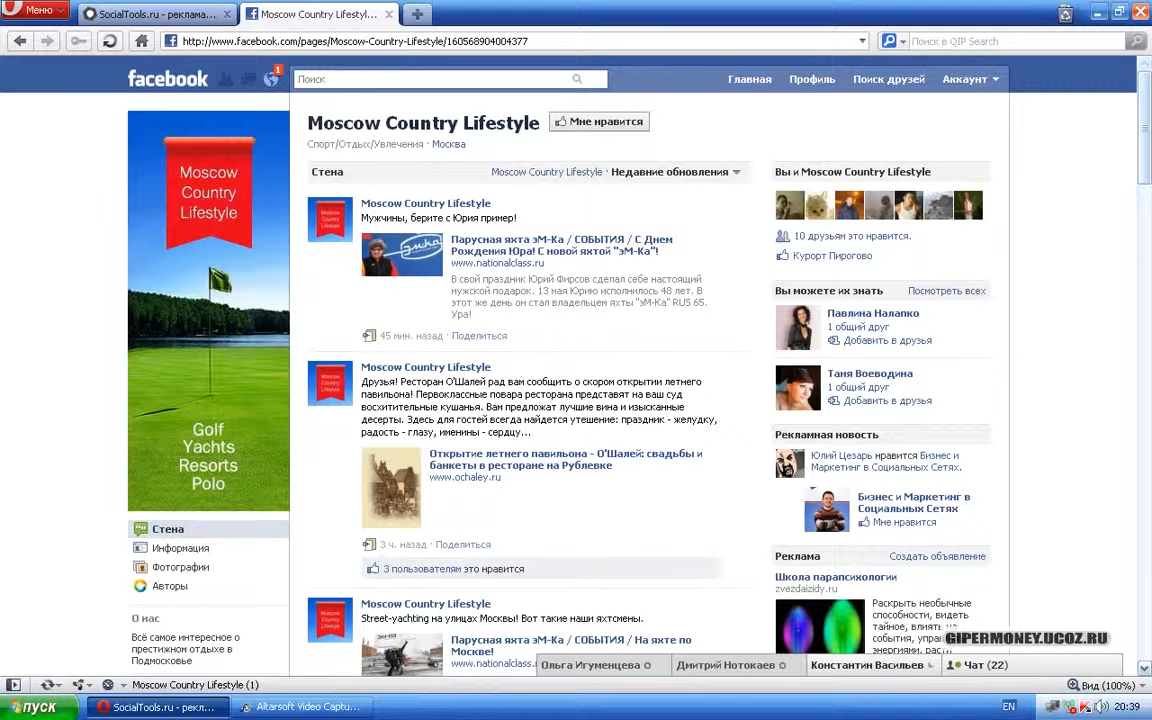 Меню
SocialTools.ru - реклама...
Moscow Country Lifestyl...
http://www.facebook.com/pages/Moscow-Country-Lifestyle/160568904004377
Поиск в QIP Search
facebook
1
Поиск
Главная
Профиль
Поиск друзей
Аккаунт
Moscow
Country
Lifestyle
Golf
Yachts
Resorts
Polo
Стена
Информация
Фотографии
Авторы
О нас
Всё самое интересное о
престижном отдыхе в
Подмосковье
Moscow Country Lifestyle
Мне нравится
Спорт/Отдых/Увлечения · Москва
Стена
Moscow Country Lifestyle · Недавние обновления
Moscow Country Lifestyle
Мужчины, берите с Юрия пример!
Парусная яхта эМ-Ка / СОБЫТИЯ / С Днем
Рождения Юра! С новой яхтой "эМ-Ка"!
www.nationalclass.ru
В свой праздник Юрий Фирсов сделал себе настоящий
мужской подарок. 13 мая Юрию исполнилось 48 лет. В
этот же день он стал владельцем яхты "эМ-Ка" RUS 65.
Ура!
45 мин. назад · Поделиться
Moscow Country Lifestyle
Друзья! Ресторан О'Шалей рад вам сообщить о скором открытии летнего
павильона! Первоклассные повара ресторана представят на ваш суд
восхитительные кушанья. Вам предложат лучшие вина и изысканные
десерты. Здесь для гостей всегда найдется утешение: праздник - желудку,
радость - глазу, именины - сердцу...
Открытие летнего павильона - О'Шалей: свадьбы и
банкеты в ресторане на Рублевке
www.ochaley.ru
3 ч. назад · Поделиться
3 пользователям это нравится
Moscow Country Lifestyle
Street-yachting на улицах Москвы! Вот такие наши яхтсмены.
Парусная яхта эМ-Ка / СОБЫТИЯ / На яхте по
Москве!
www.nationalclass.ru
Вы и Moscow Country Lifestyle
10 друзьям это нравится.
Курорт Пирогово
Вы можете их знать
Посмотреть всех
Павлина Налапко
1 общий друг
Добавить в друзья
Таня Воеводина
1 общий друг
Добавить в друзья
Рекламная новость
Юлий Цезарь нравится Бизнес и
Маркетинг в Социальных Сетях.
Бизнес и Маркетинг в
Социальных Сетях
Мне нравится
Реклама
Создать объявление
Школа парапсихологии
zvezdaizidy.ru
Раскрыть необычные
способности, видеть
тайное, влиять на
события,
энергиями,
GIPERMONEY.UCOZ.RU
Ольга Игуменцева
Дмитрий Нотокаев
Константин Васильев
Чат (22)
Moscow Country Lifestyle (1)
Вид (100%)
пуск
SocialTools.ru - рекл...
Altarsoft Video Captu...
EN
20:39